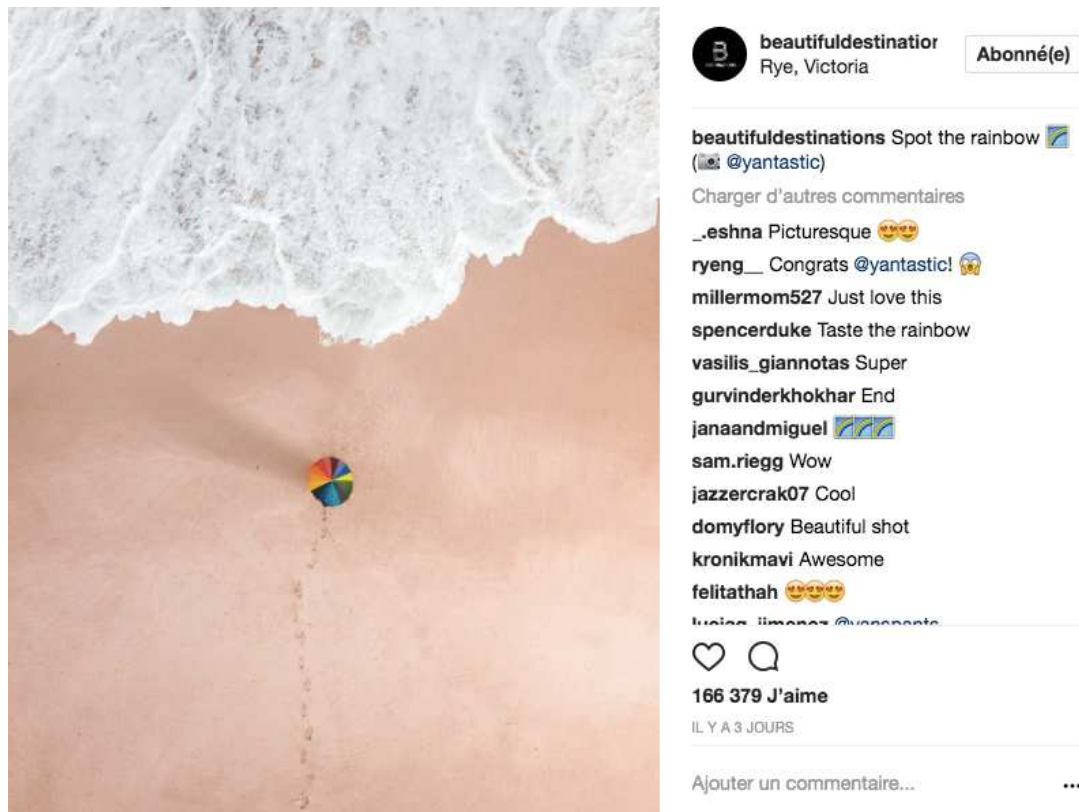 beautifuldestination
Rye, Victoria
Abonné(e)
beautifuldestinations Spot the rainbow
(@yantastic)
Charger d'autres commentaires
_.eshna Picturesque
ryeng__ Congrats @yantastic!
millermom527 Just love this
spencerduke Taste the rainbow
vasilis_giannotas Super
gurvinderkhokhar End
janaandmiguel
sam.riegg Wow
jazzercrak07 Cool
domyflory Beautiful shot
kronikmavi Awesome
felitathah
166 379 J'aime
IL Y A 3 JOURS
Ajouter un commentaire...